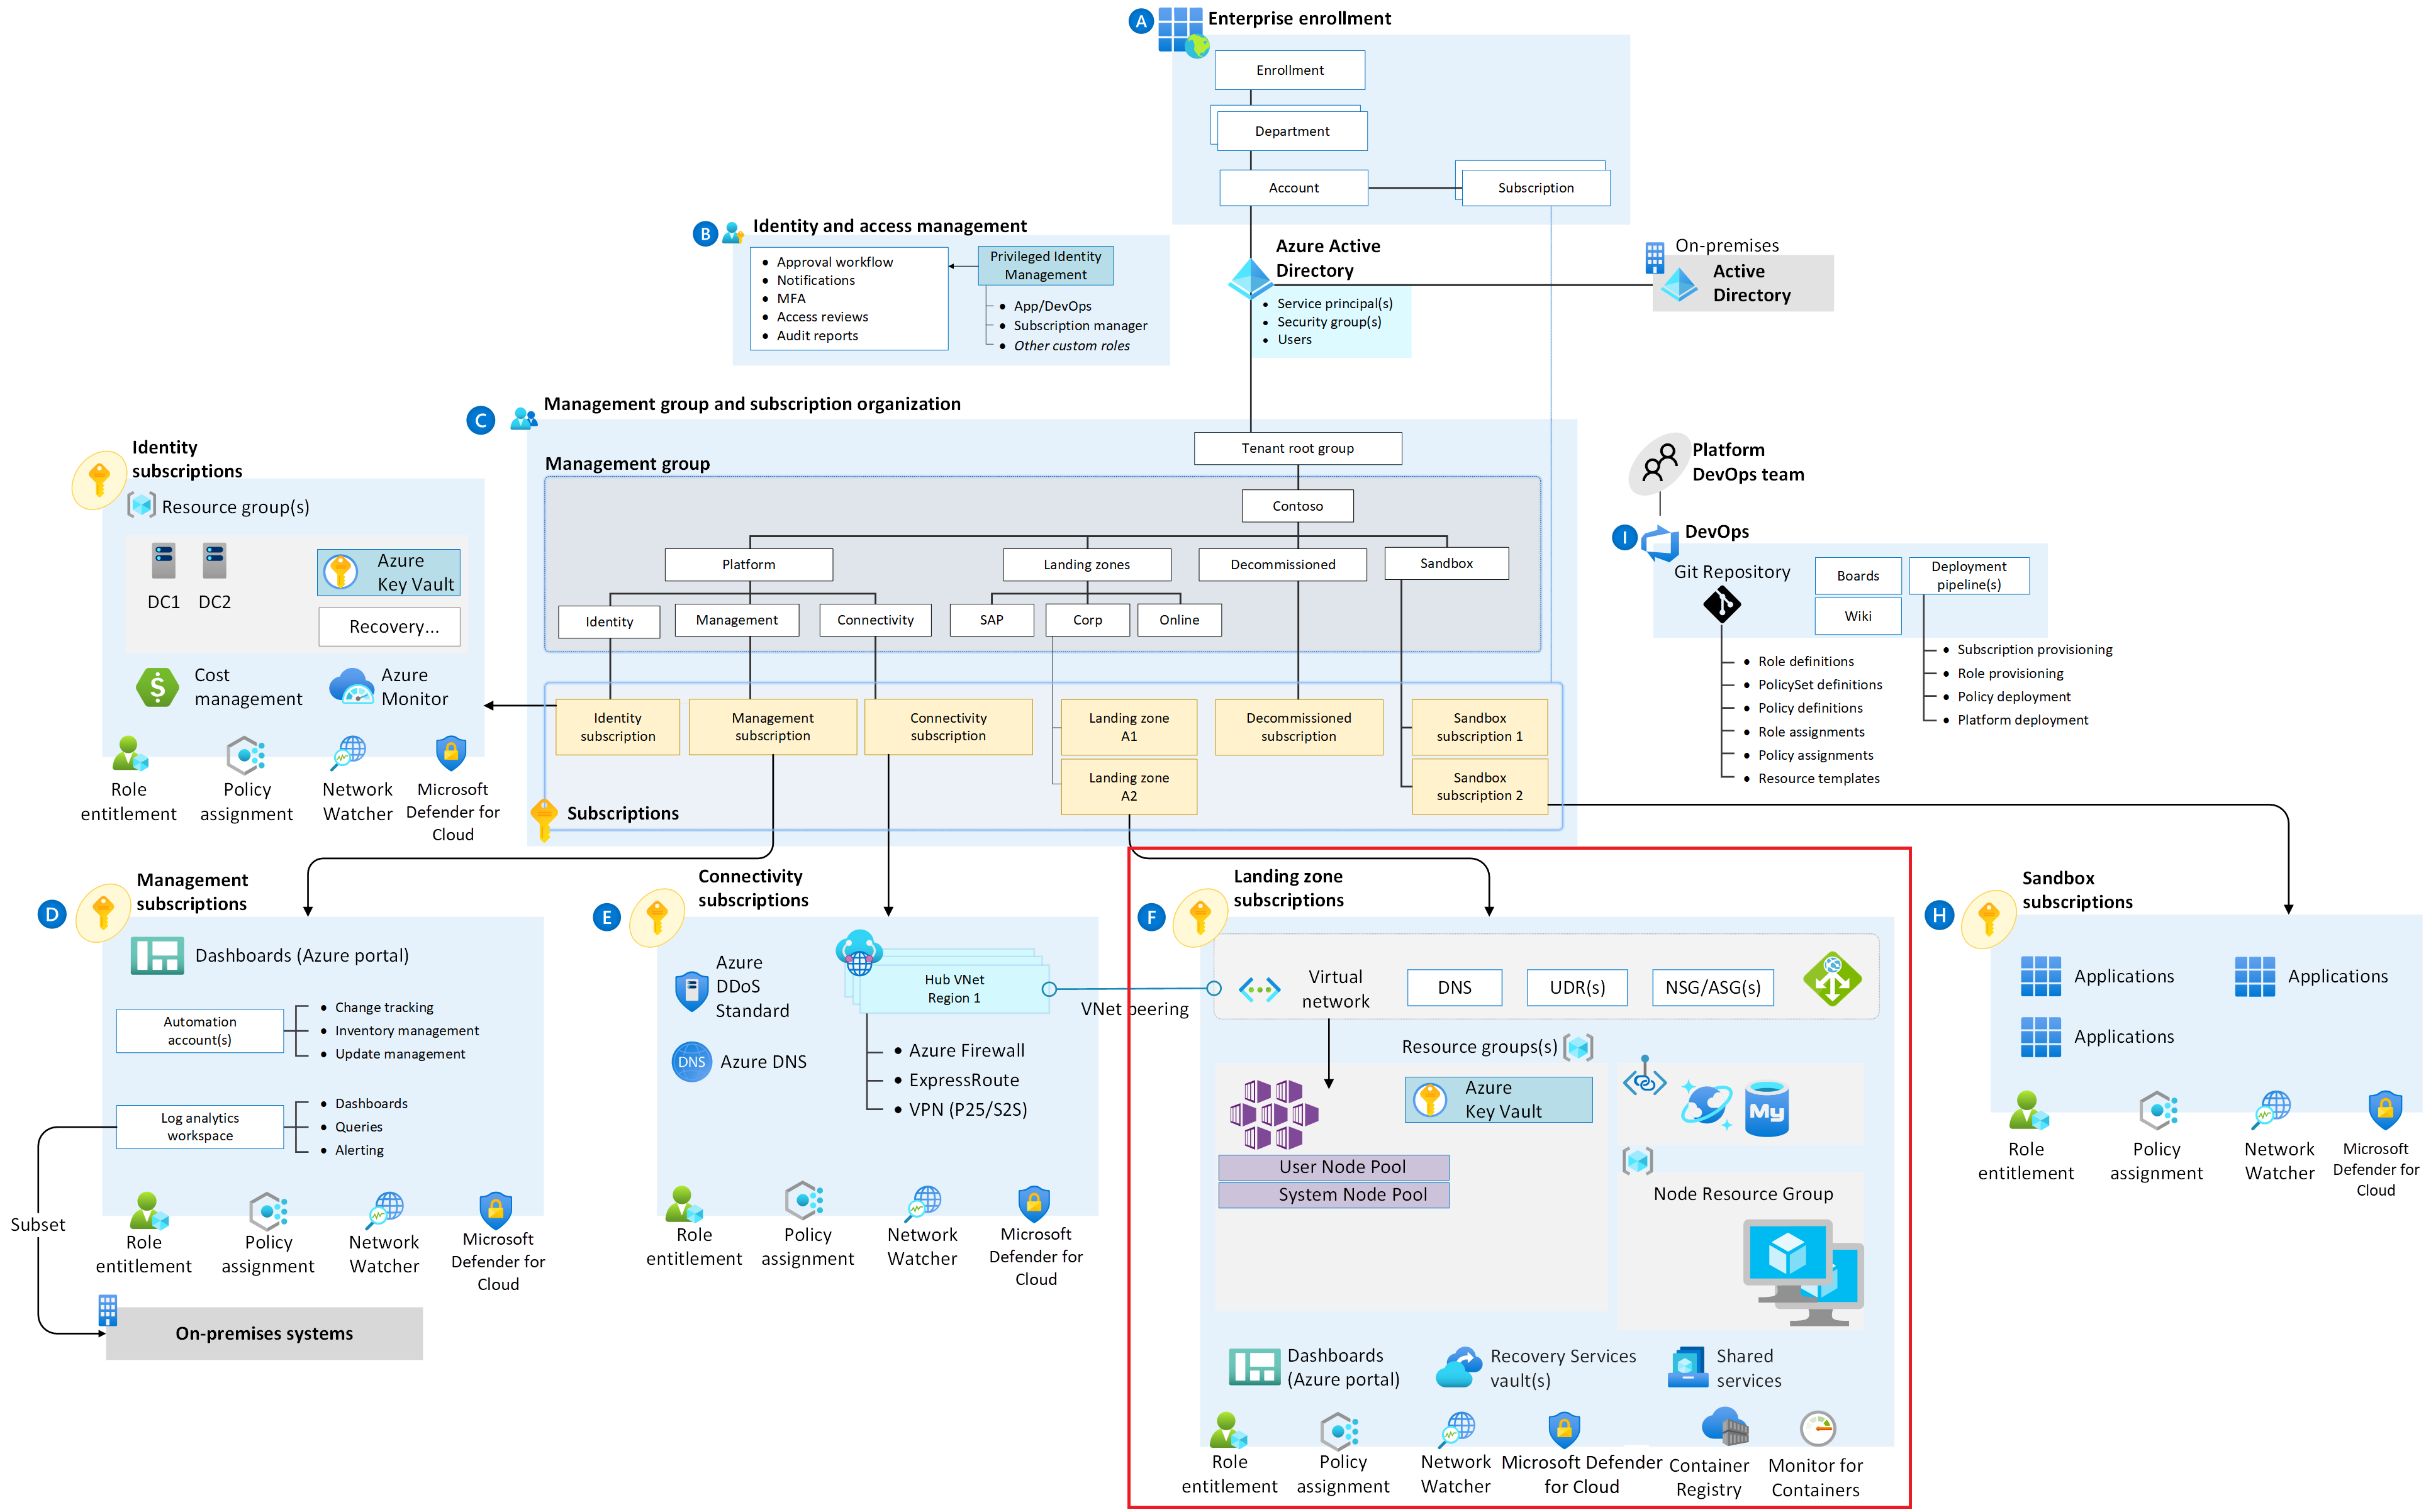 A
Enterprise enrollment
Enrollment
Department
Account
Subscription
B
Identity and access management
Approval workflow
Notifications
MFA
Access reviews
Audit reports
Privileged Identity
Management
App/DevOps
Subscription manager
Other custom roles
Azure Active
Directory
Service principal(s)
Security group(s)
Users
On-premises
Active
Directory
C
Management group and subscription organization
Tenant root group
Management group
Contoso
Platform
Landing zones
Decommissioned
Sandbox
Identity
Management
Connectivity
SAP
Corp
Online
Identity
subscription
Management
subscription
Connectivity
subscription
Landing zone
A1
Landing zone
A2
Decommissioned
subscription
Sandbox
subscription 1
Sandbox
subscription 2
Subscriptions
Identity
subscriptions
Resource group(s)
DC1
DC2
Azure
Key Vault
Recovery...
Cost
management
Azure
Monitor
Role
entitlement
Policy
assignment
Network
Watcher
Microsoft
Defender for
Cloud
Platform
DevOps team
I
DevOps
Git Repository
Boards
Wiki
Deployment
pipeline(s)
Role definitions
PolicySet definitions
Policy definitions
Role assignments
Policy assignments
Resource templates
Subscription provisioning
Role provisioning
Policy deployment
Platform deployment
D
Management
subscriptions
Dashboards (Azure portal)
Automation
account(s)
Change tracking
Inventory management
Update management
Log analytics
workspace
Dashboards
Queries
Alerting
Subset
Role
entitlement
Policy
assignment
Network
Watcher
Microsoft
Defender for
Cloud
On-premises systems
E
Connectivity
subscriptions
Azure
DDoS
Standard
DNS
Azure DNS
Hub VNet
Region 1
Azure Firewall
ExpressRoute
VPN (P25/S2S)
VNet peering
Role
entitlement
Policy
assignment
Network
Watcher
Microsoft
Defender for
Cloud
F
Landing zone
subscriptions
Virtual
network
DNS
UDR(s)
NSG/ASG(s)
Resource groups(s)
Azure
Key Vault
My
User Node Pool
System Node Pool
Node Resource Group
Dashboards
(Azure portal)
Recovery Services
vault(s)
Shared
services
Role
entitlement
Policy
assignment
Network
Watcher
Microsoft Defender
for Cloud
Container
Registry
Monitor for
Containers
H
Sandbox
subscriptions
Applications
Applications
Applications
Role
entitlement
Policy
assignment
Network
Watcher
Microsoft
Defender for
Cloud